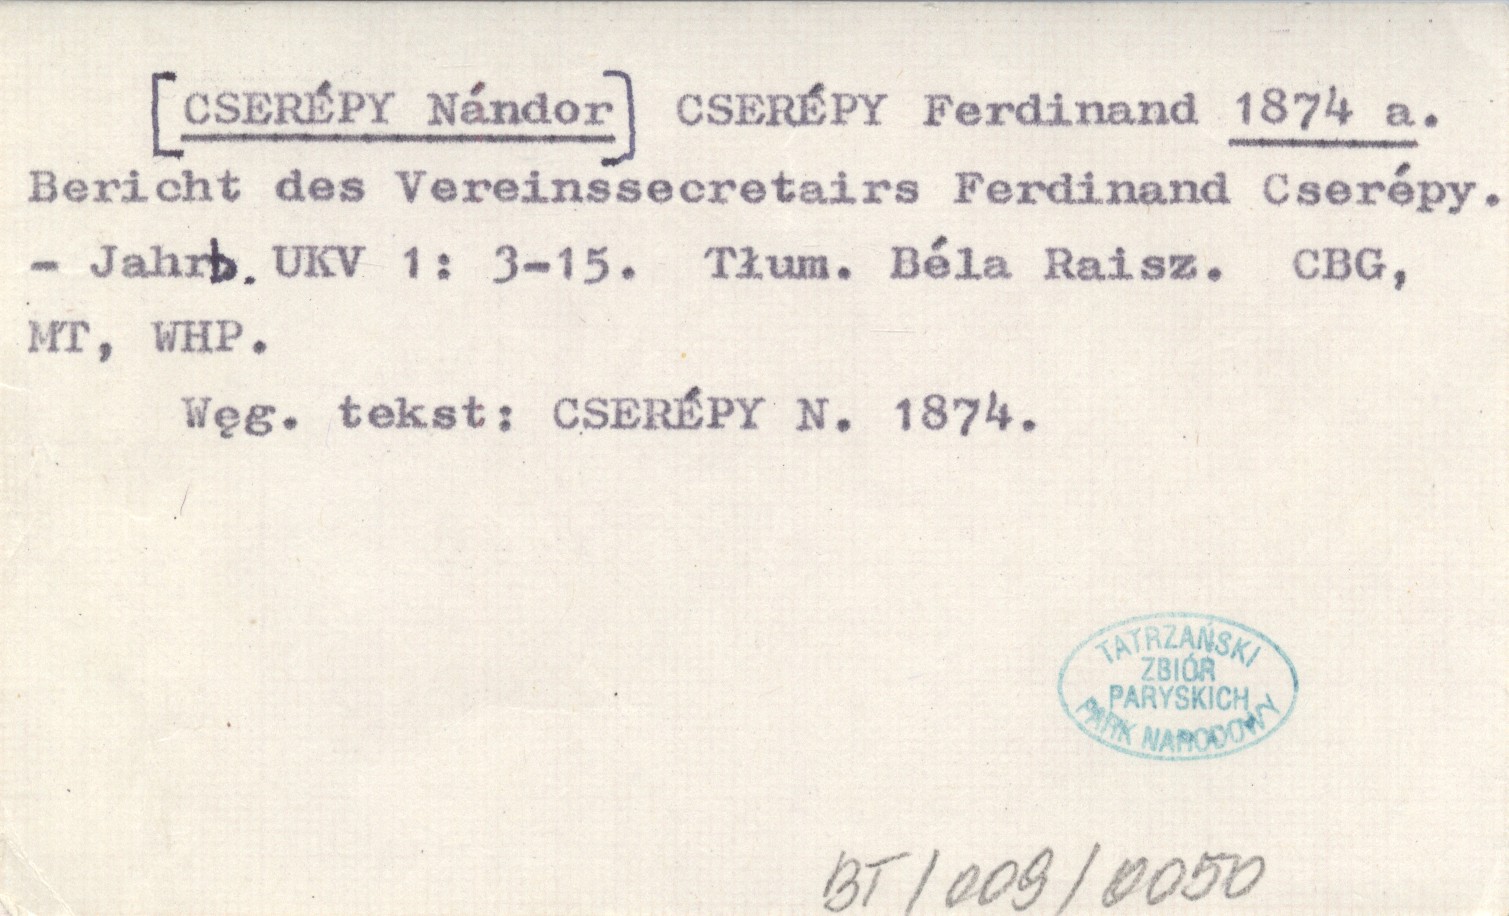 [CSERÉPY Nándor] CSERÉPY Ferdinand 1874 a.
Bericht des Vereinssecretairs Ferdinand Cserépy.
- Jahrb. UKV 1: 3-15. Tłum. Béla Raisz. CBG,
MT, WHP.
Węg. tekst: CSERÉPY N. 1874.
TATRZAŃSKI
ZBIÓR
PARYSKICH
PARK NARODOWY
BT/009/0050